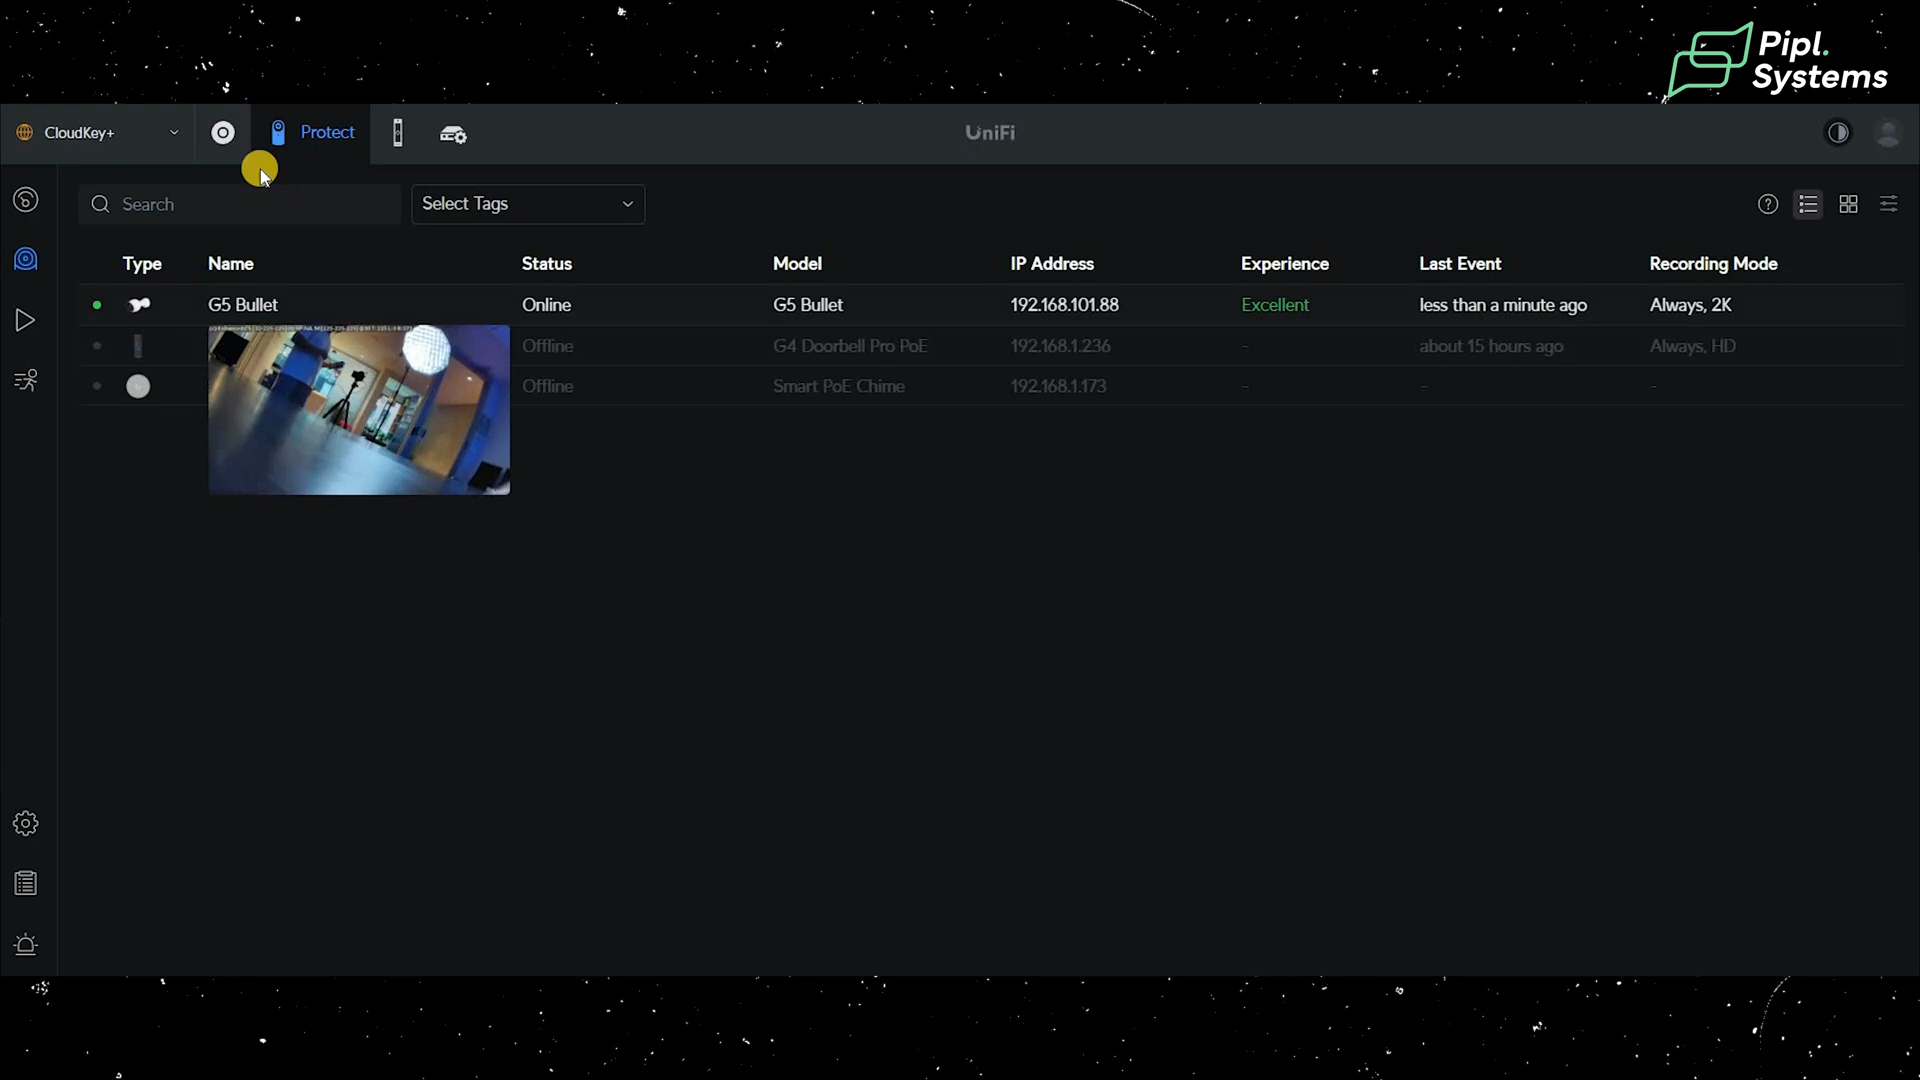 Pipl.
Systems
CloudKey+
Protect
UniFi
Search
Select Tags
Type Name Status Model IP Address Experience Last Event Recording Mode
G5 Bullet Online G5 Bullet 192.168.101.88 Excellent less than a minute ago Always, 2K
Offline G4 Doorbell Pro PoE 192.168.1.236 - about 15 hours ago Always, HD
Offline Smart PoE Chime 192.168.1.173 - - -